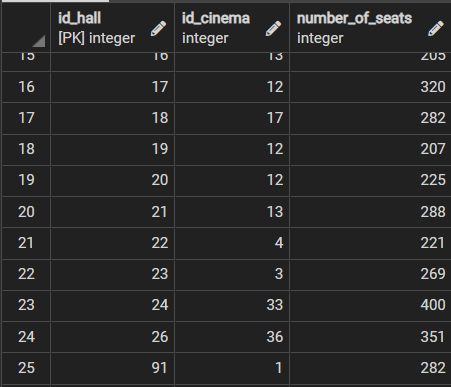 id_hall id_cinema number_of_seats
[PK] integer integer integer
15 16 13 205
16 17 12 320
17 18 17 282
18 19 12 207
19 20 12 225
20 21 13 288
21 22 4 221
22 23 3 269
23 24 33 400
24 26 36 351
25 91 1 282